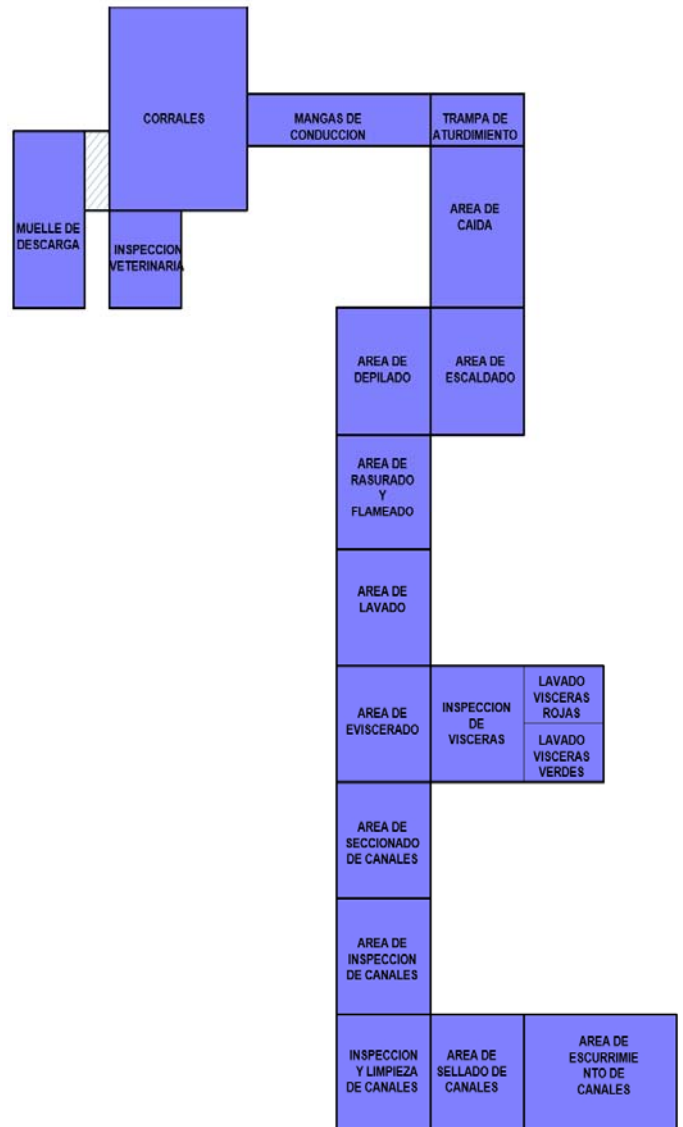 CORRALES
MANGAS DE
CONDUCCION
TRAMPA DE
ATURDIMIENTO
MUELLE DE
DESCARGA
INSPECCION
VETERINARIA
AREA DE
CAIDA
AREA DE
DEPILADO
AREA DE
ESCALDADO
AREA DE
RASURADO
Y
FLAMEADO
AREA DE
LAVADO
AREA DE
EVISCERADO
INSPECCION
DE
VISCERAS
LAVADO
VISCERAS
ROJAS
LAVADO
VISCERAS
VERDES
AREA DE
SECCIONADO
DE CANALES
AREA DE
INSPECCION
DE CANALES
INSPECCION
Y LIMPIEZA
DE CANALES
AREA DE
SELLADO DE
CANALES
AREA DE
ESCURRIMIE
NTO DE
CANALES